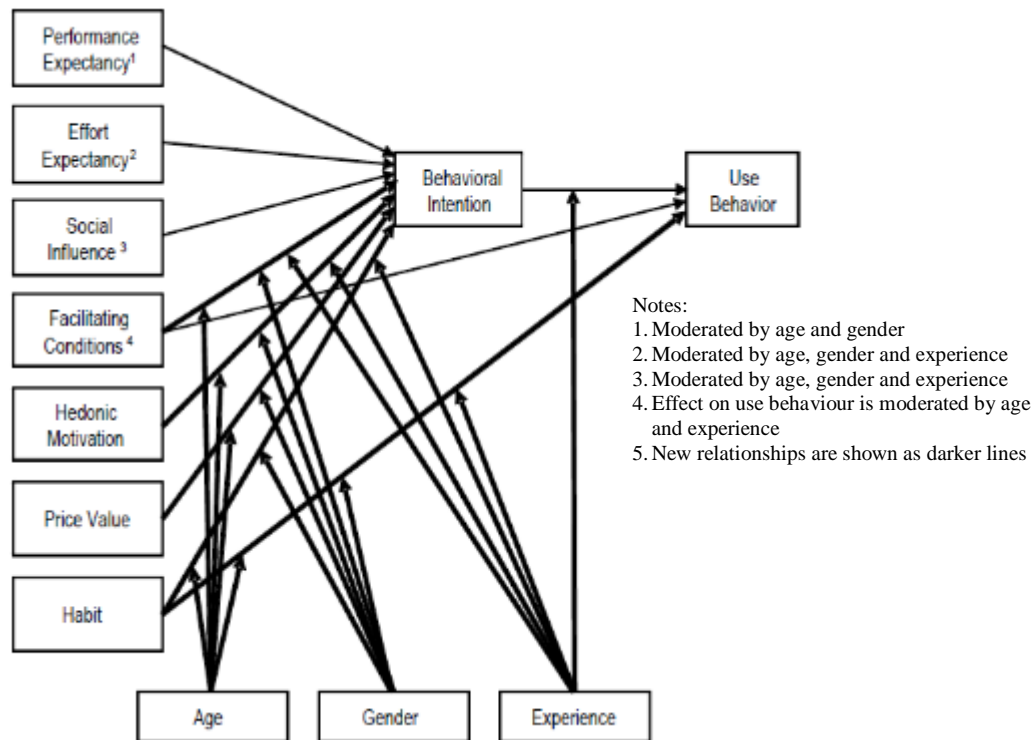 Performance
Expectancy¹
Effort
Expectancy²
Social
Influence ³
Facilitating
Conditions ⁴
Hedonic
Motivation
Price Value
Habit
Behavioral
Intention
Use
Behavior
Notes:
1. Moderated by age and gender
2. Moderated by age, gender and experience
3. Moderated by age, gender and experience
4. Effect on use behaviour is moderated by age
and experience
5. New relationships are shown as darker lines
Age
Gender
Experience